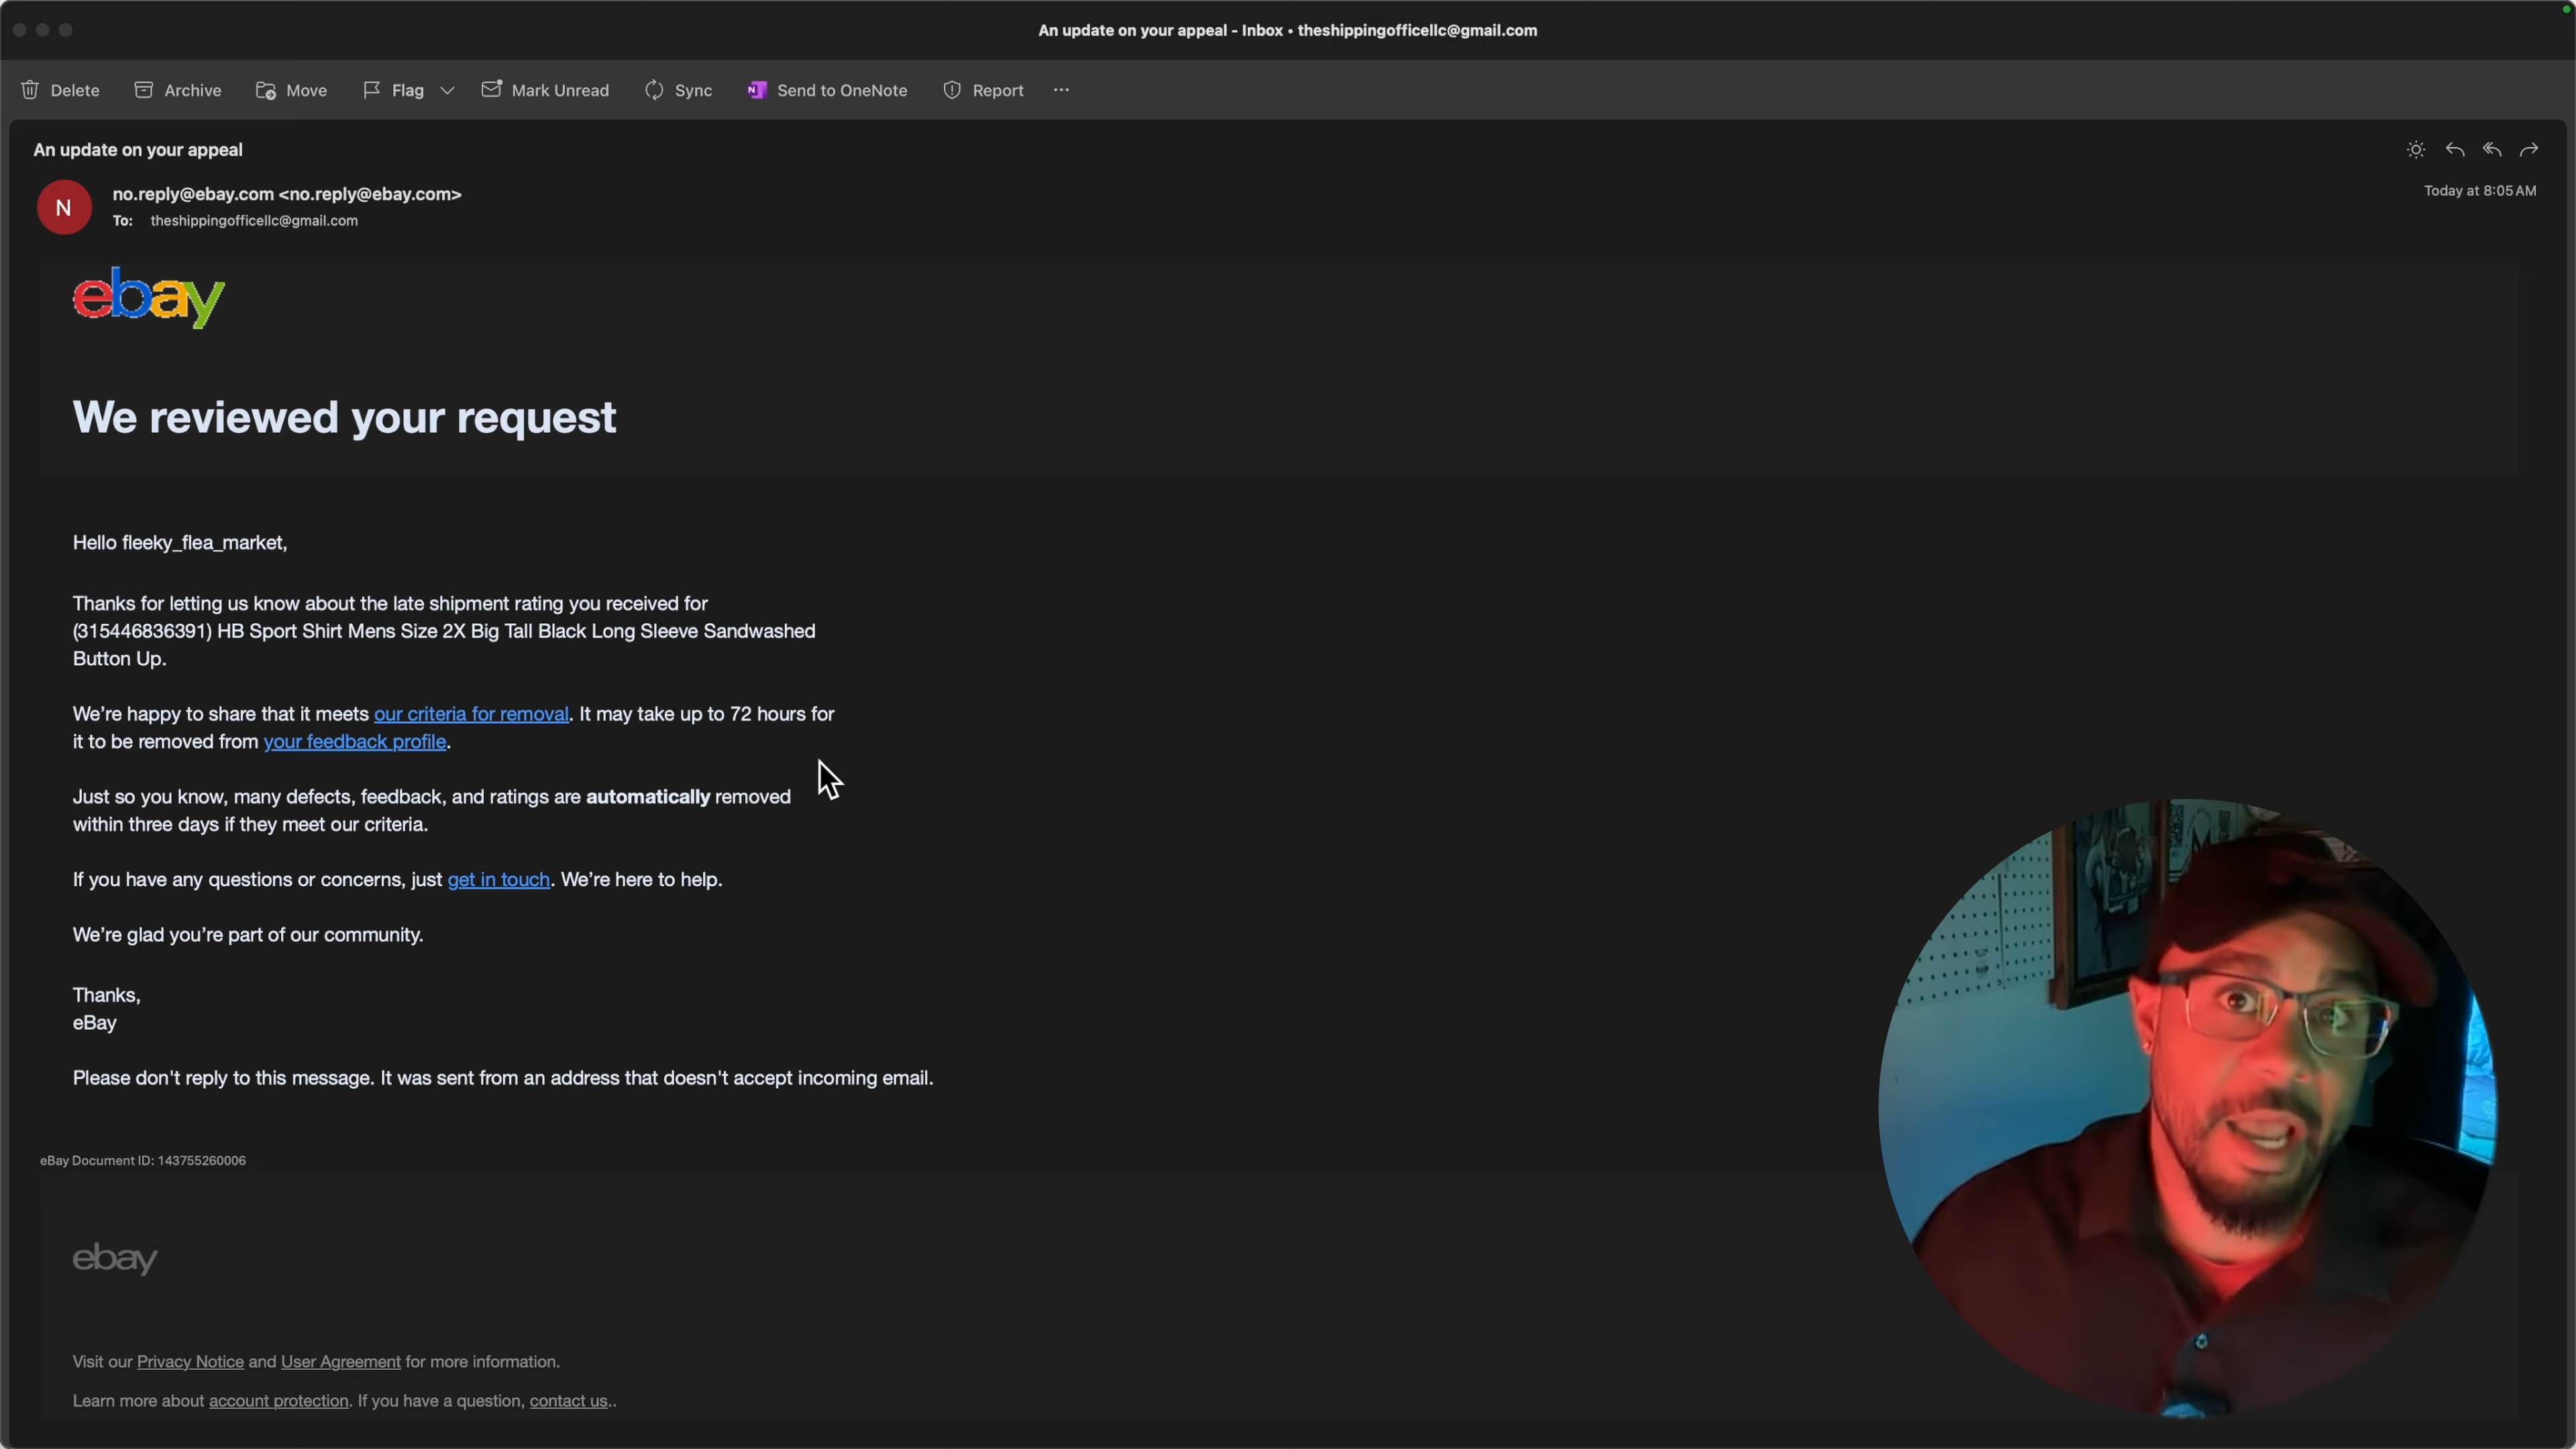 An update on your appeal - Inbox • theshippingofficellc@gmail.com
Delete Archive Move Flag Mark Unread Sync Send to OneNote Report ...
An update on your appeal
N
no.reply@ebay.com <no.reply@ebay.com>
Today at 8:05 AM
To: theshippingofficellc@gmail.com
ebay
We reviewed your request
Hello fleeky_flea_market,
Thanks for letting us know about the late shipment rating you received for
(315446836391) HB Sport Shirt Mens Size 2X Big Tall Black Long Sleeve Sandwashed
Button Up.
We’re happy to share that it meets our criteria for removal. It may take up to 72 hours for
it to be removed from your feedback profile.
Just so you know, many defects, feedback, and ratings are automatically removed
within three days if they meet our criteria.
If you have any questions or concerns, just get in touch. We’re here to help.
We’re glad you’re part of our community.
Thanks,
eBay
Please don't reply to this message. It was sent from an address that doesn't accept incoming email.
eBay Document ID: 143755260006
ebay
Visit our Privacy Notice and User Agreement for more information.
Learn more about account protection. If you have a question, contact us..